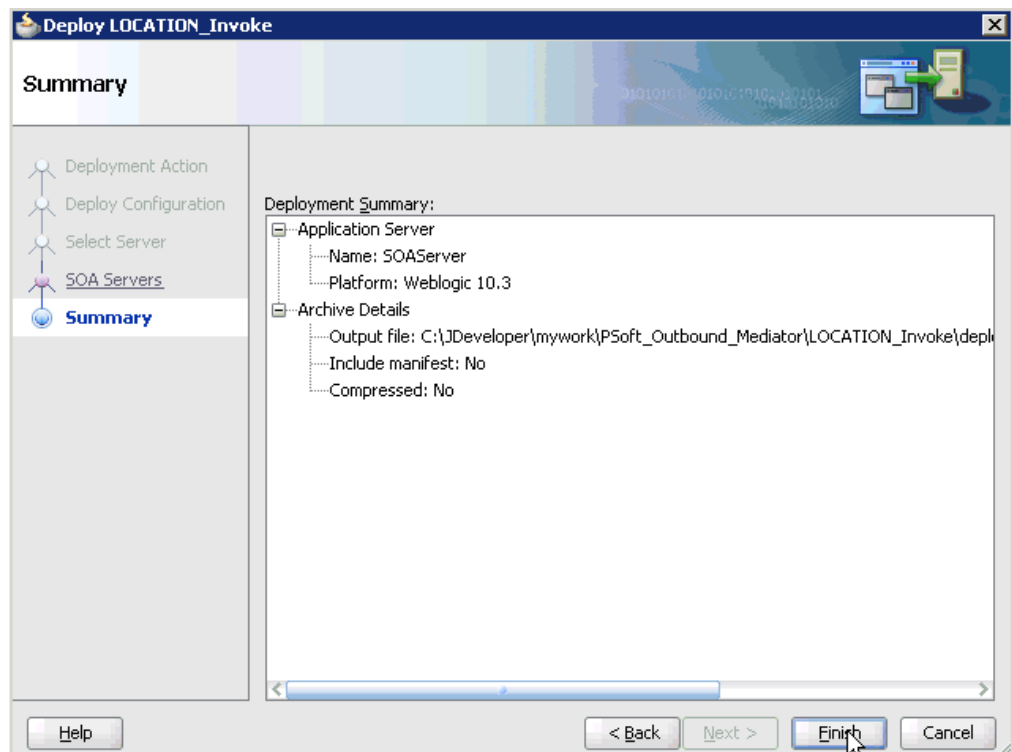 Deploy LOCATION_Invoke
Summary
Deployment Action
Deploy Configuration
Select Server
SOA Servers
Summary
Deployment Summary:
Application Server
Name: SOAServer
Platform: Weblogic 10.3
Archive Details
Output file: C:\JDeveloper\mywork\PSoft_Outbound_Mediator\LOCATION_Invoke\depl
Include manifest: No
Compressed: No
Help
< Back
Next >
Finish
Cancel